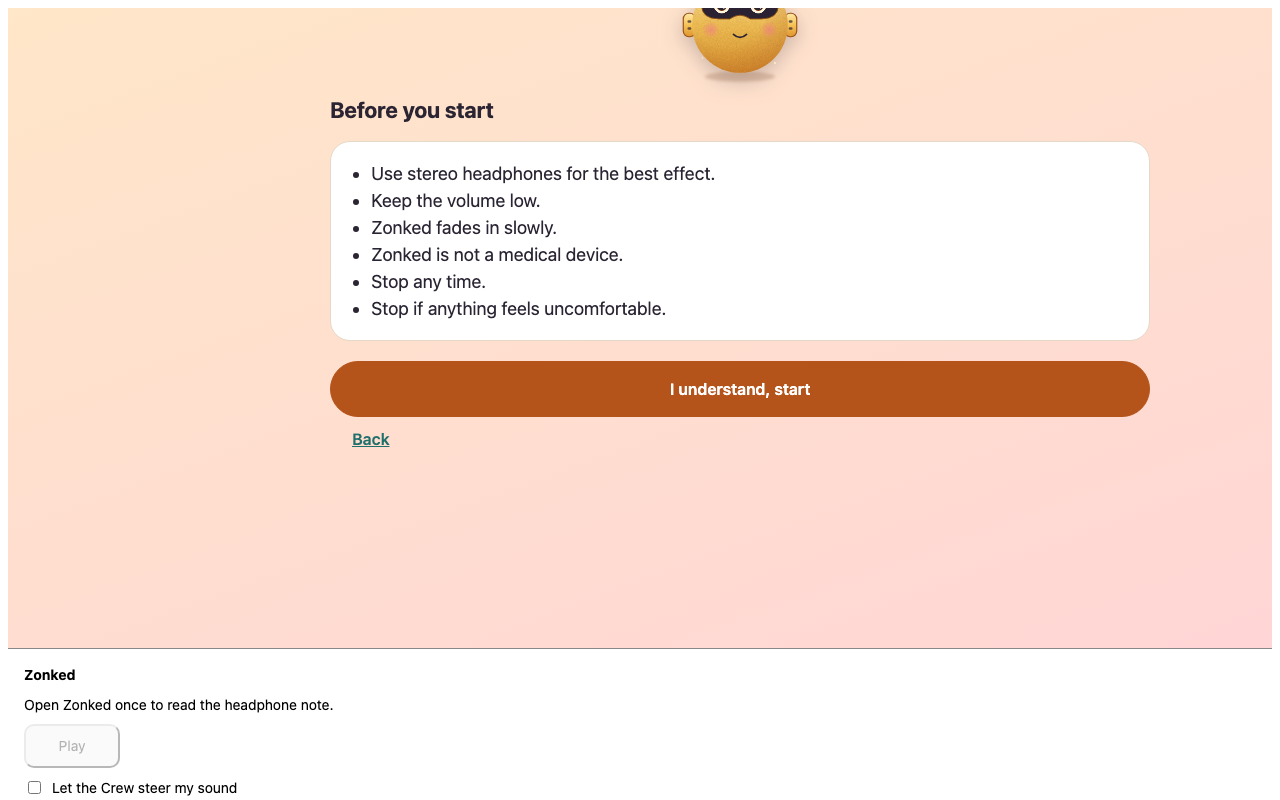 Before you start
Use stereo headphones for the best effect.
Keep the volume low.
Zonked fades in slowly.
Zonked is not a medical device.
Stop any time.
Stop if anything feels uncomfortable.
I understand, start
Back
Zonked
Open Zonked once to read the headphone note.
Play
Let the Crew steer my sound